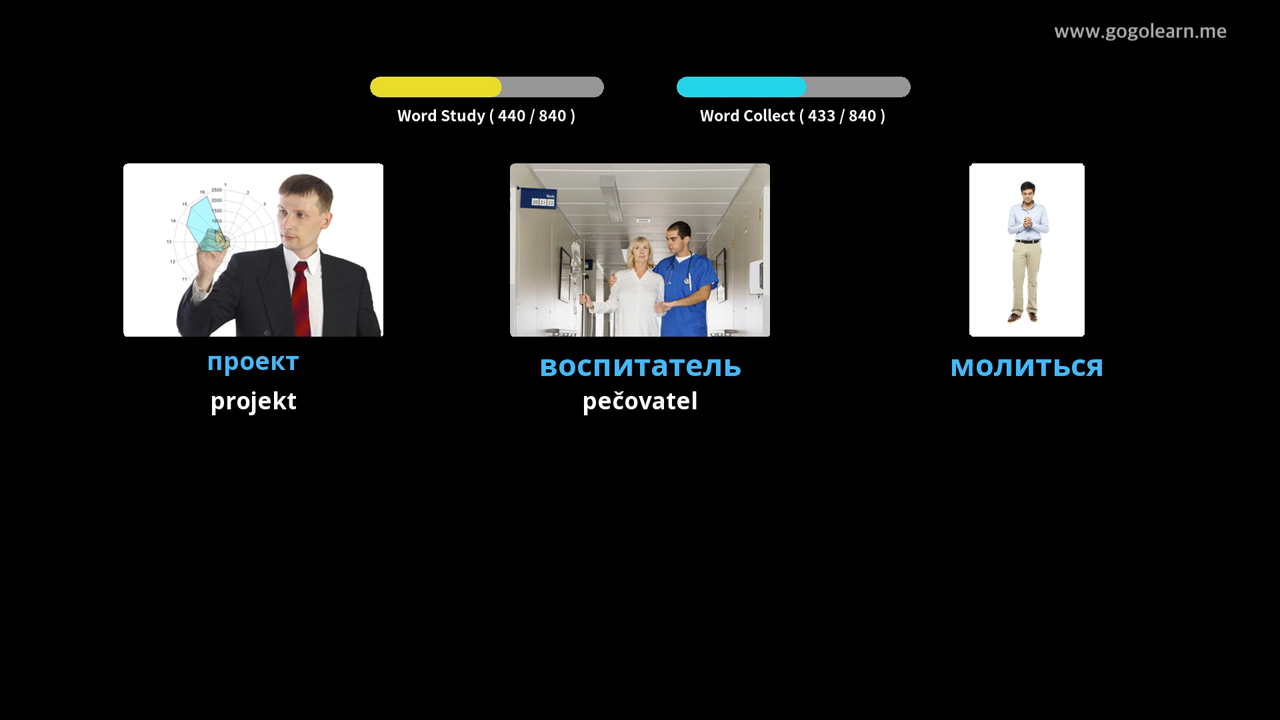 www.gogolearn.me
Word Study ( 440 / 840 )
Word Collect ( 433 / 840 )
проект
projekt
воспитатель
pečovatel
молиться